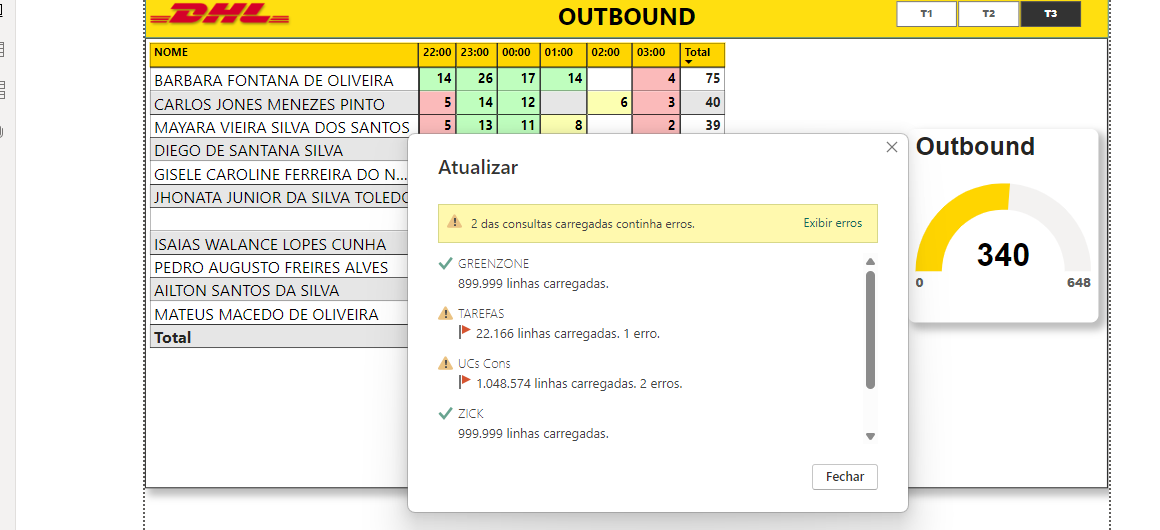 DHL
OUTBOUND
T1 T2 T3
NOME 22:00 23:00 00:00 01:00 02:00 03:00 Total
BARBARA FONTANA DE OLIVEIRA 14 26 17 14 4 75
CARLOS JONES MENEZES PINTO 5 14 12 6 3 40
MAYARA VIEIRA SILVA DOS SANTOS 5 13 11 8 2 39
DIEGO DE SANTANA SILVA
GISELE CAROLINE FERREIRA DO N...
JHONATA JUNIOR DA SILVA TOLEDO
ISAIAS WALANCE LOPES CUNHA
PEDRO AUGUSTO FREIRES ALVES
AILTON SANTOS DA SILVA
MATEUS MACEDO DE OLIVEIRA
Total
Atualizar
2 das consultas carregadas continha erros. Exibir erros
GREENZONE
899.999 linhas carregadas.
TAREFAS
22.166 linhas carregadas. 1 erro.
UCs Cons
1.048.574 linhas carregadas. 2 erros.
ZICK
999.999 linhas carregadas.
Fechar
Outbound
340
0 648